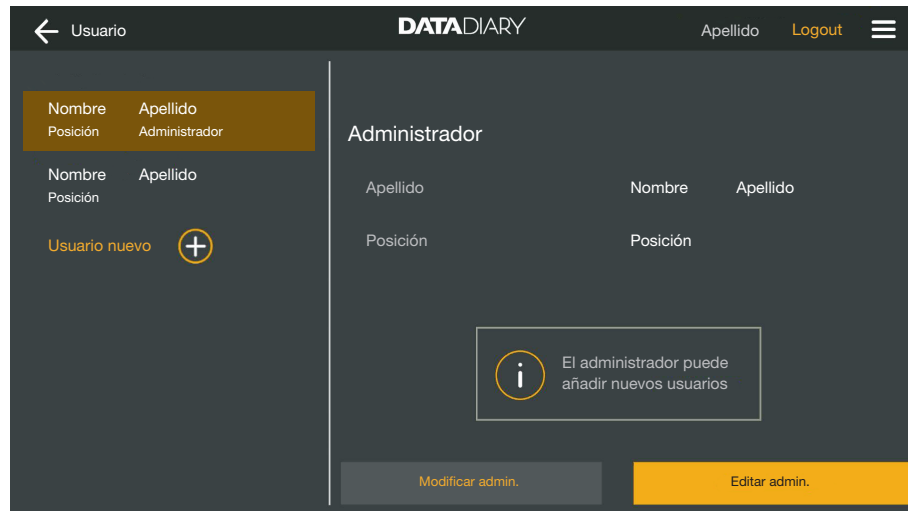 Usuario
DATADIARY
Apellido
Logout
Nombre Apellido
Posición Administrador
Nombre Apellido
Posición
Usuario nuevo
Administrador
Apellido Nombre Apellido
Posición Posición
El administrador puede
añadir nuevos usuarios
Modificar admin.
Editar admin.